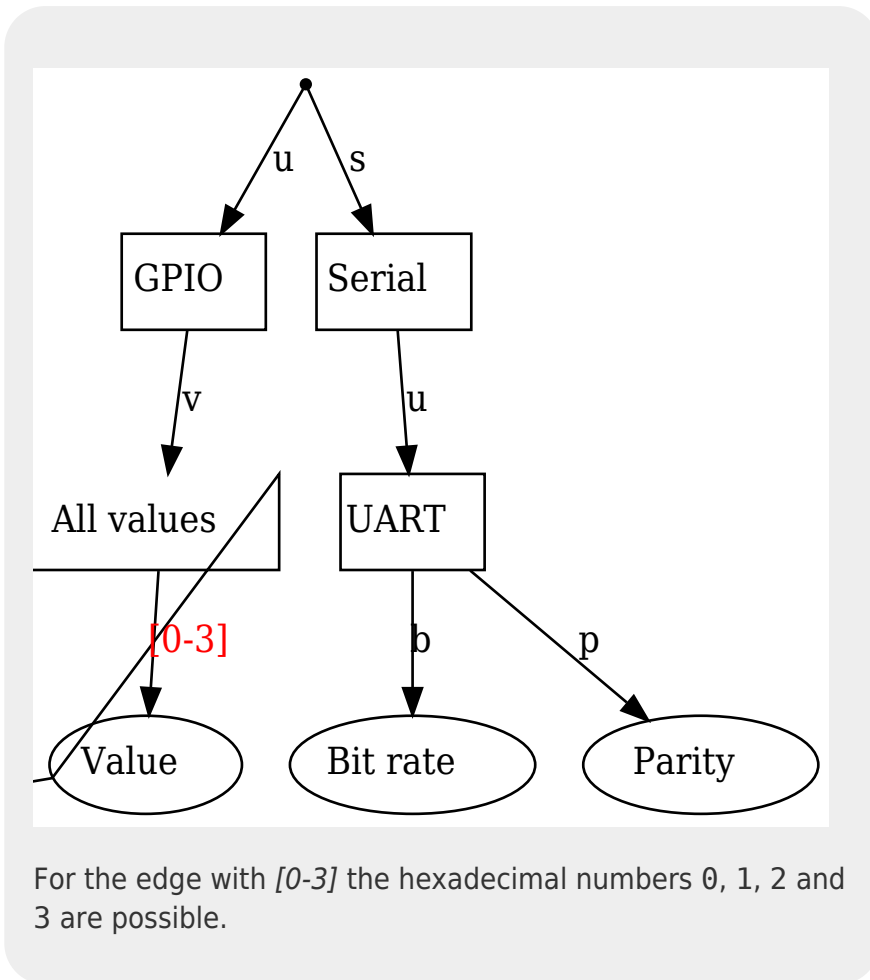 u s
GPIO Serial
v u
All values UART
[0-3] b p
Value Bit rate Parity
For the edge with [0-3] the hexadecimal numbers 0, 1, 2 and
3 are possible.